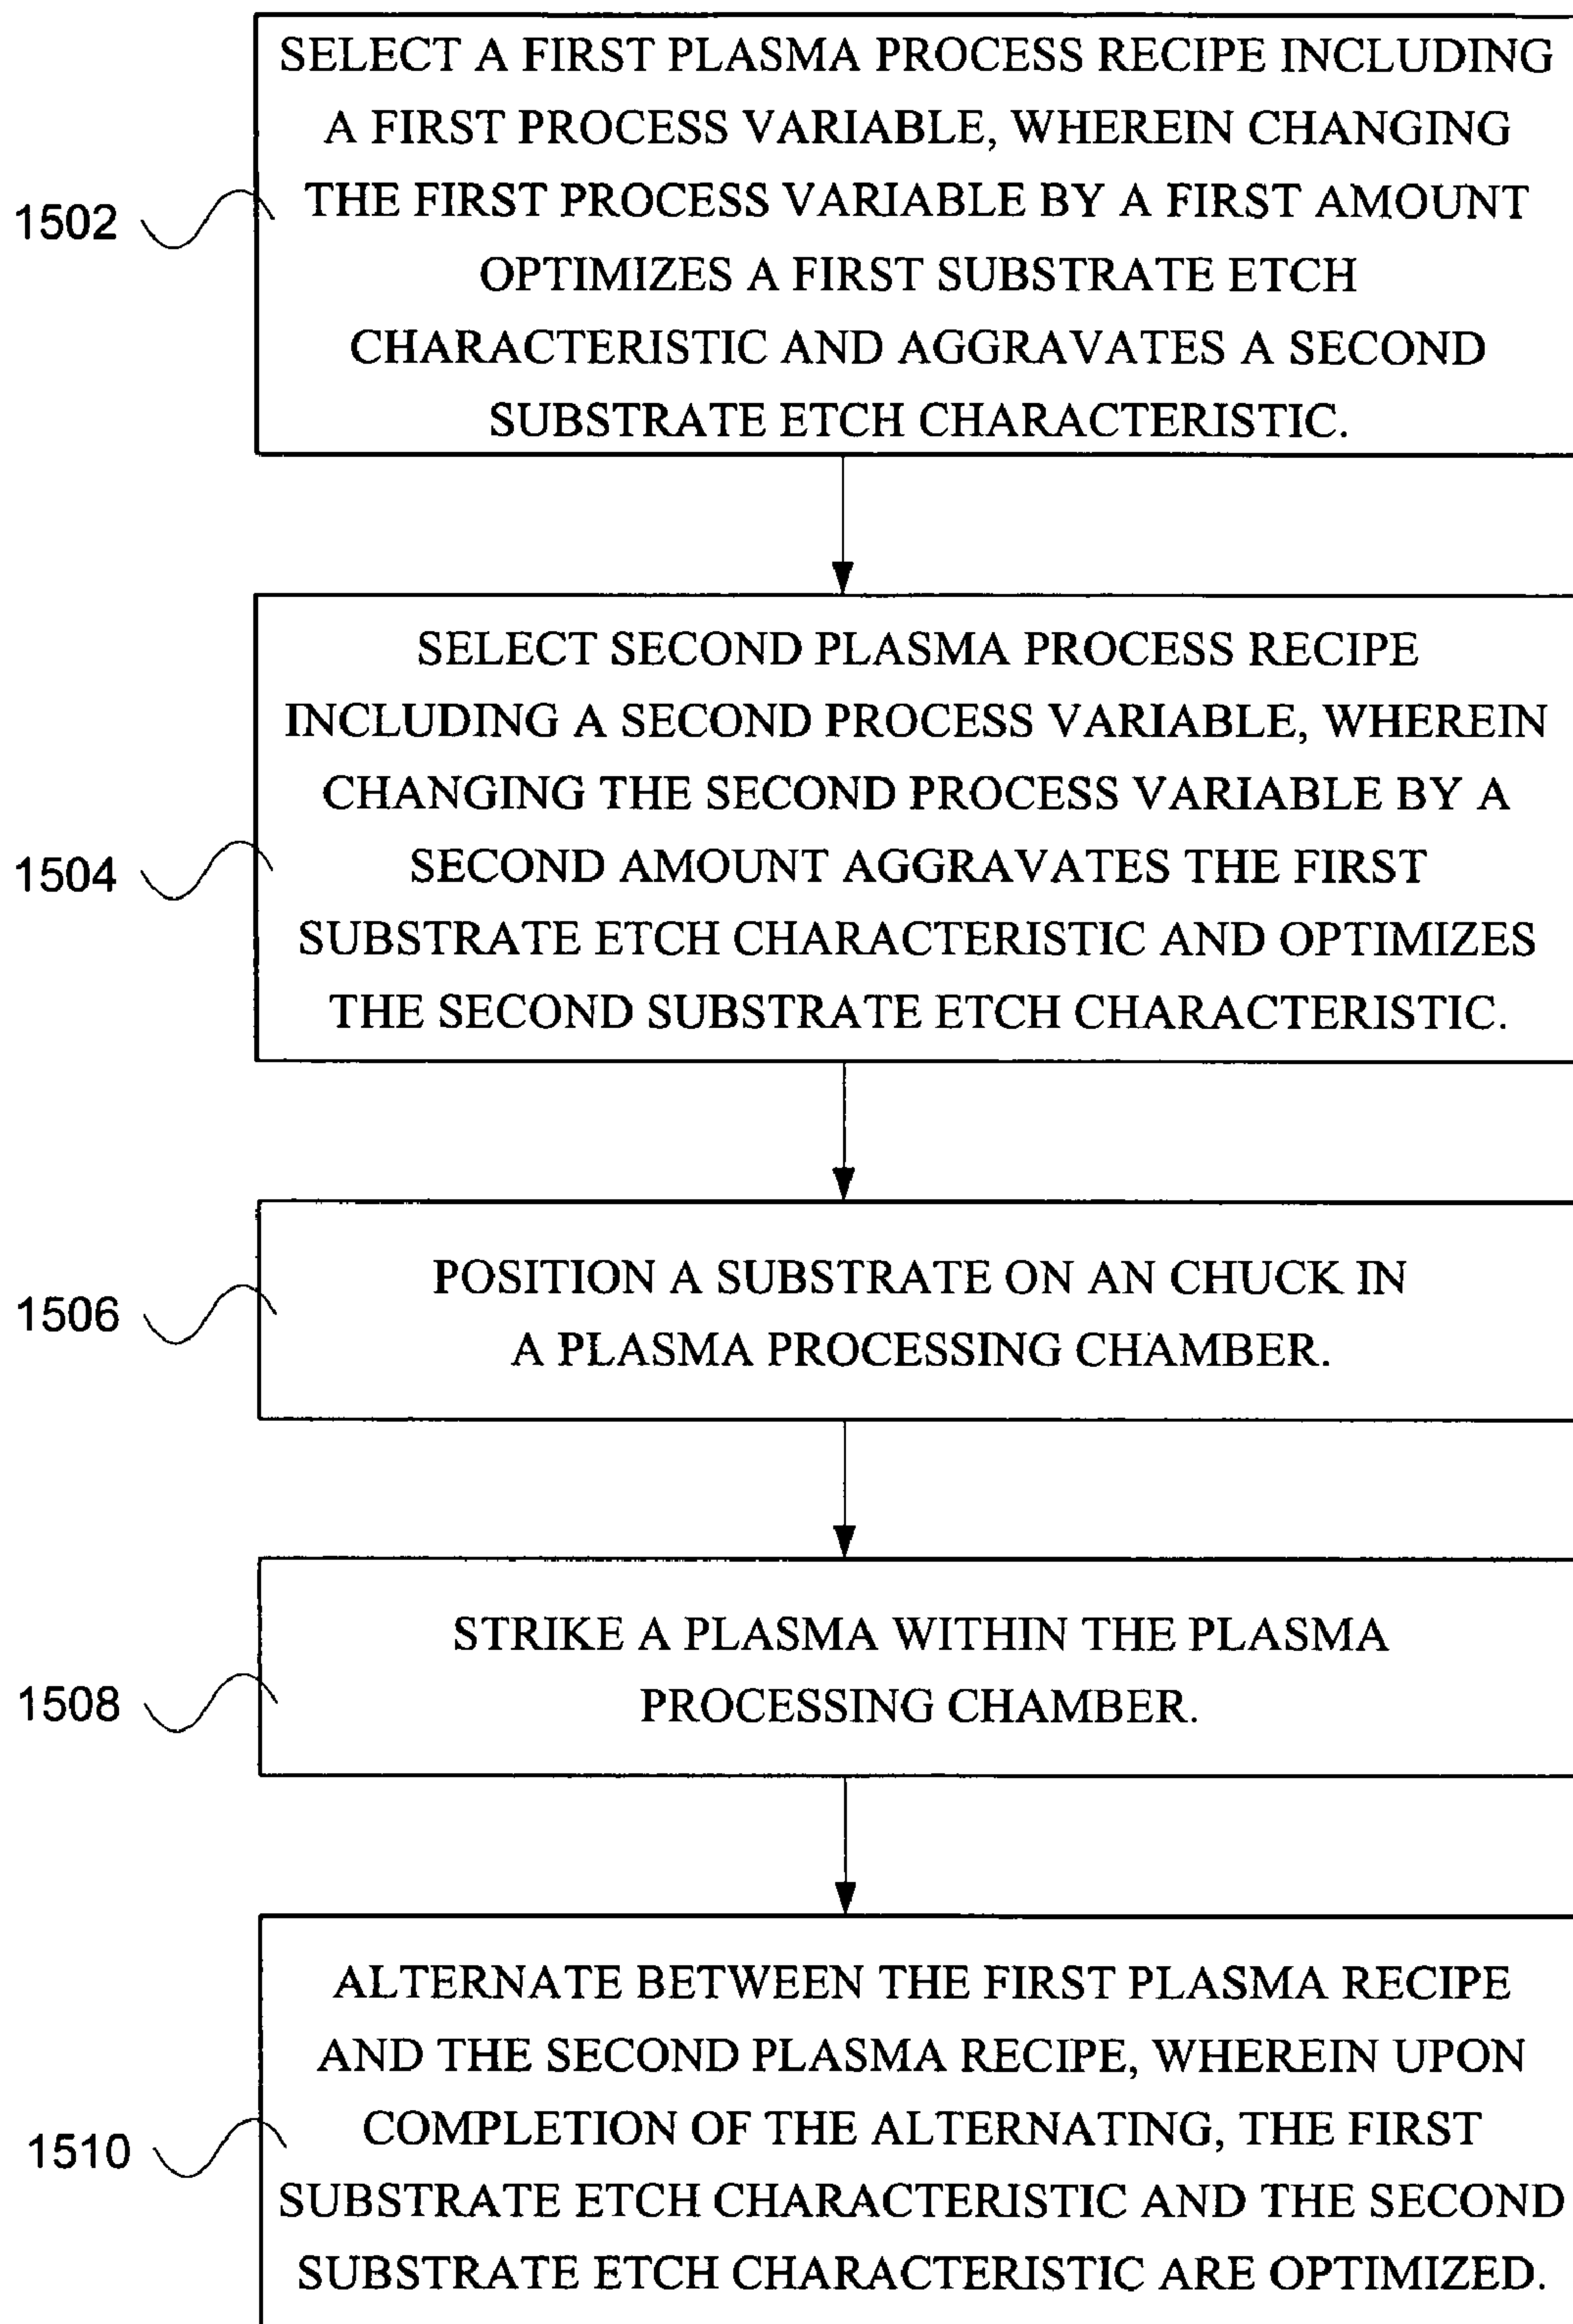 SELECT A FIRST PLASMA PROCESS RECIPE INCLUDING
A FIRST PROCESS VARIABLE, WHEREIN CHANGING
THE FIRST PROCESS VARIABLE BY A FIRST AMOUNT
OPTIMIZES A FIRST SUBSTRATE ETCH
CHARACTERISTIC AND AGGRAVATES A SECOND
SUBSTRATE ETCH CHARACTERISTIC.
1502
SELECT SECOND PLASMA PROCESS RECIPE
INCLUDING A SECOND PROCESS VARIABLE, WHEREIN
CHANGING THE SECOND PROCESS VARIABLE BY A
SECOND AMOUNT AGGRAVATES THE FIRST
SUBSTRATE ETCH CHARACTERISTIC AND OPTIMIZES
THE SECOND SUBSTRATE ETCH CHARACTERISTIC.
1504
POSITION A SUBSTRATE ON AN CHUCK IN
A PLASMA PROCESSING CHAMBER.
1506
STRIKE A PLASMA WITHIN THE PLASMA
PROCESSING CHAMBER.
1508
ALTERNATE BETWEEN THE FIRST PLASMA RECIPE
AND THE SECOND PLASMA RECIPE, WHEREIN UPON
COMPLETION OF THE ALTERNATING, THE FIRST
SUBSTRATE ETCH CHARACTERISTIC AND THE SECOND
SUBSTRATE ETCH CHARACTERISTIC ARE OPTIMIZED.
1510